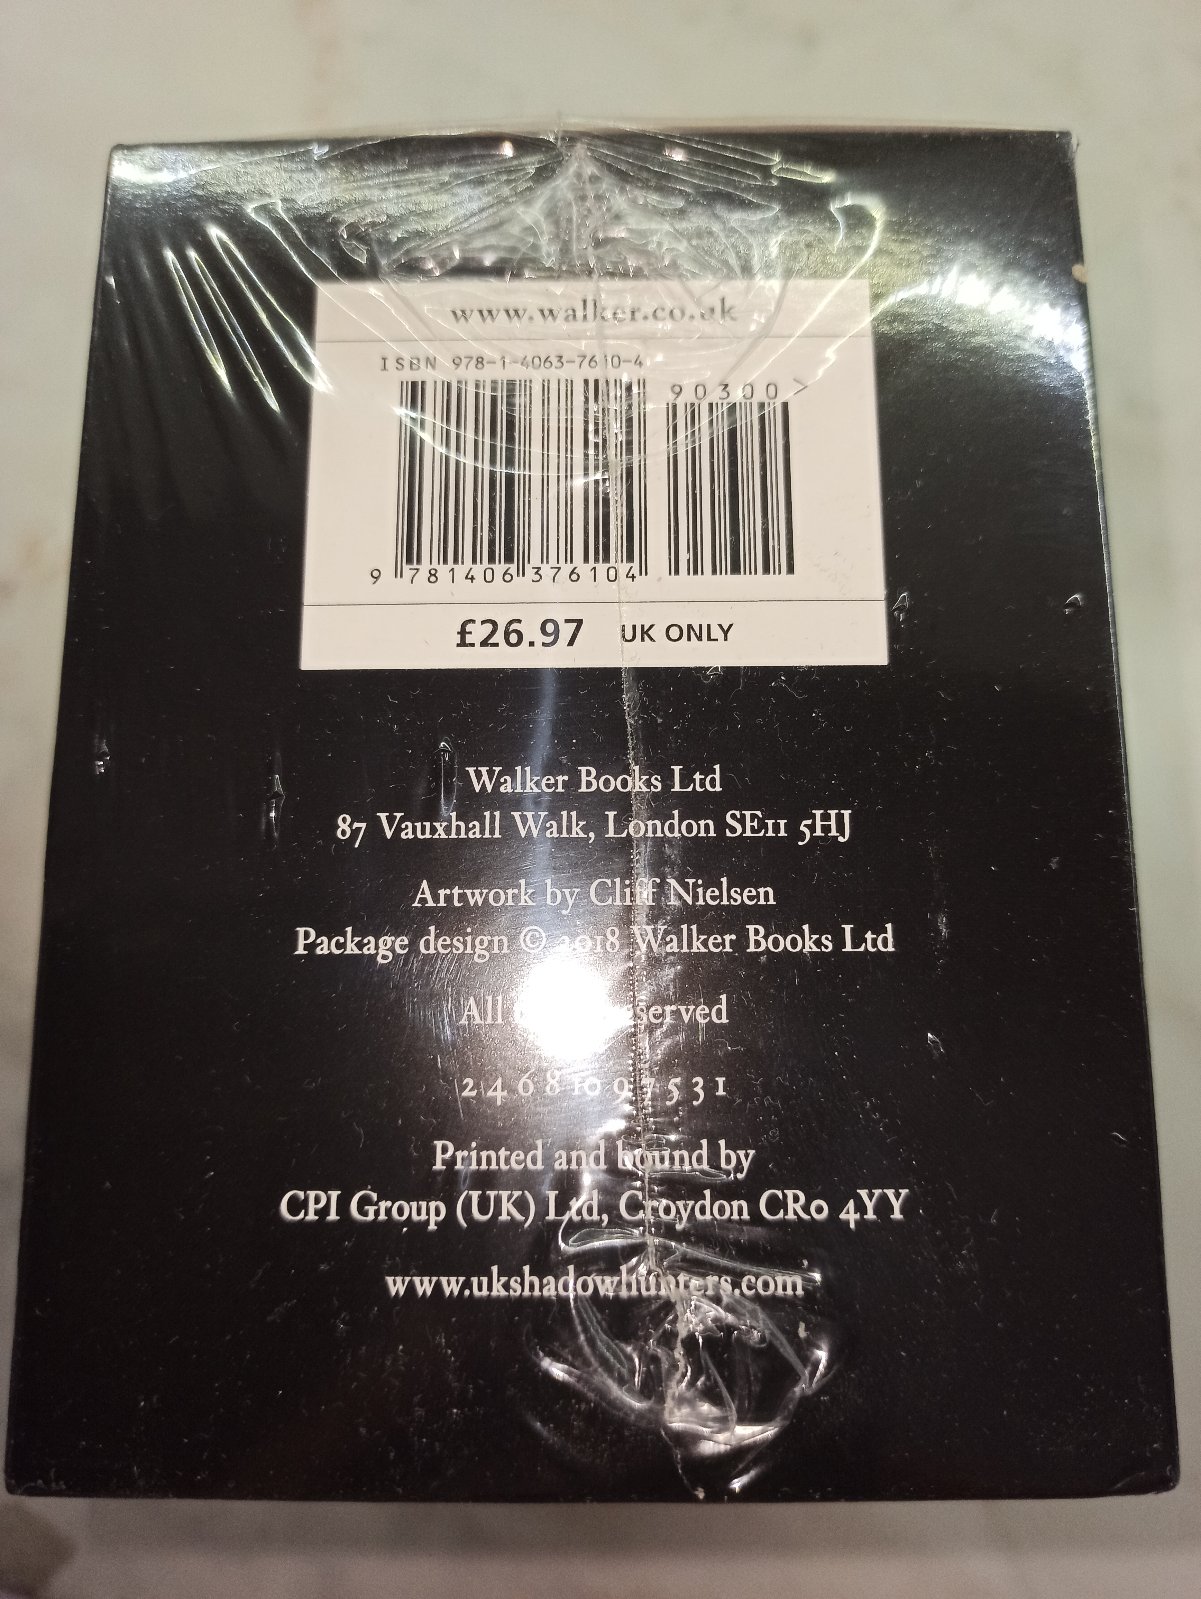 www.walker.co.uk
ISBN 978-1-4063-7610-4
90300>
9 781406 376104
£26.97 UK ONLY
Walker Books Ltd
87 Vauxhall Walk, London SE11 5HJ
Artwork by Cliff Nielsen
Package design © 2018 Walker Books Ltd
All reserved
2 4 6 8 10 9 7 5 3 1
Printed and bound by
CPI Group (UK) Ltd, Croydon CR0 4YY
www.ukshadowhunters.com